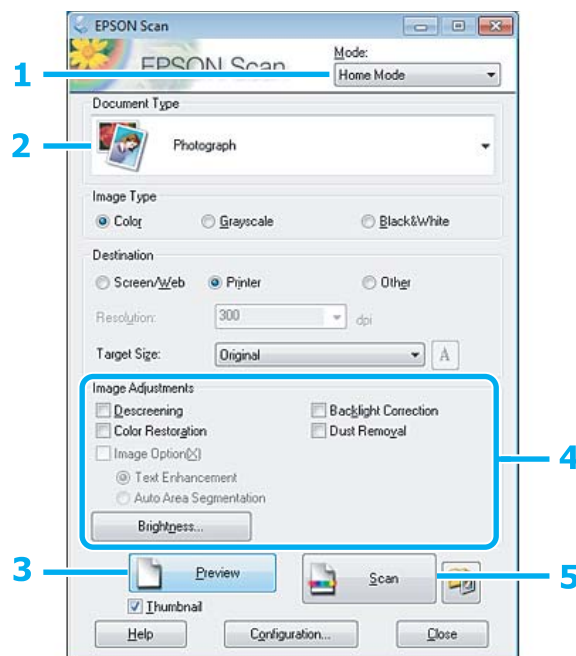 EPSON Scan
EPSON Scan
Mode:
1
Home Mode
Document Type
2
Photograph
Image Type
Color Grayscale Black&White
Destination
Screen/Web Printer Other
Resolution: 300 dpi
Target Size: Original A
Image Adjustments
Descreening Backlight Correction
Color Restoration Dust Removal
Image Option(X)
4
Text Enhancement
Auto Area Segmentation
Brightness...
3 Preview Scan 5
Thumbnail
Help Configuration... Close